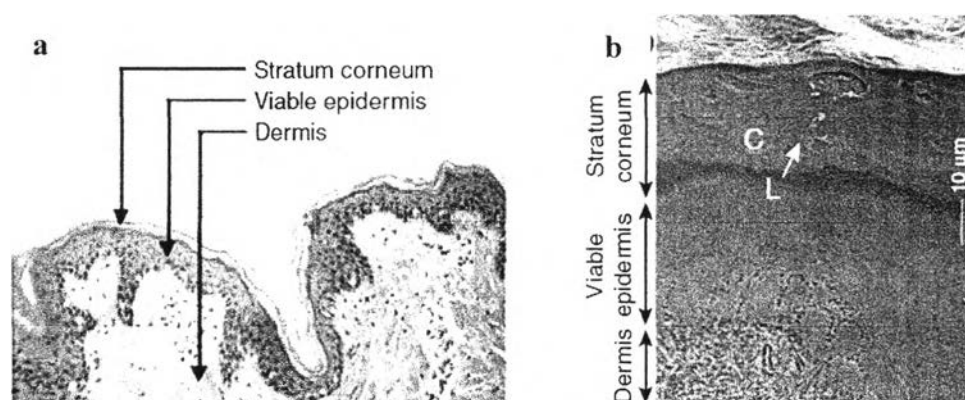 a
Stratum corneum
Viable epidermis
Dermis
b
Stratum
corneum
Viable
epidermis
Dermis
C
L
10 µm